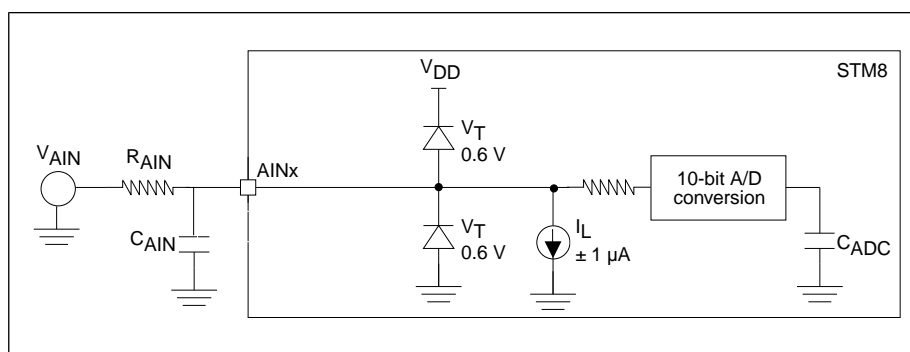 STM8
VDD
VT
0.6 V
VAIN
RAIN
AINx
10-bit A/D
conversion
CAIN
VT
0.6 V
IL
± 1 µA
CADC